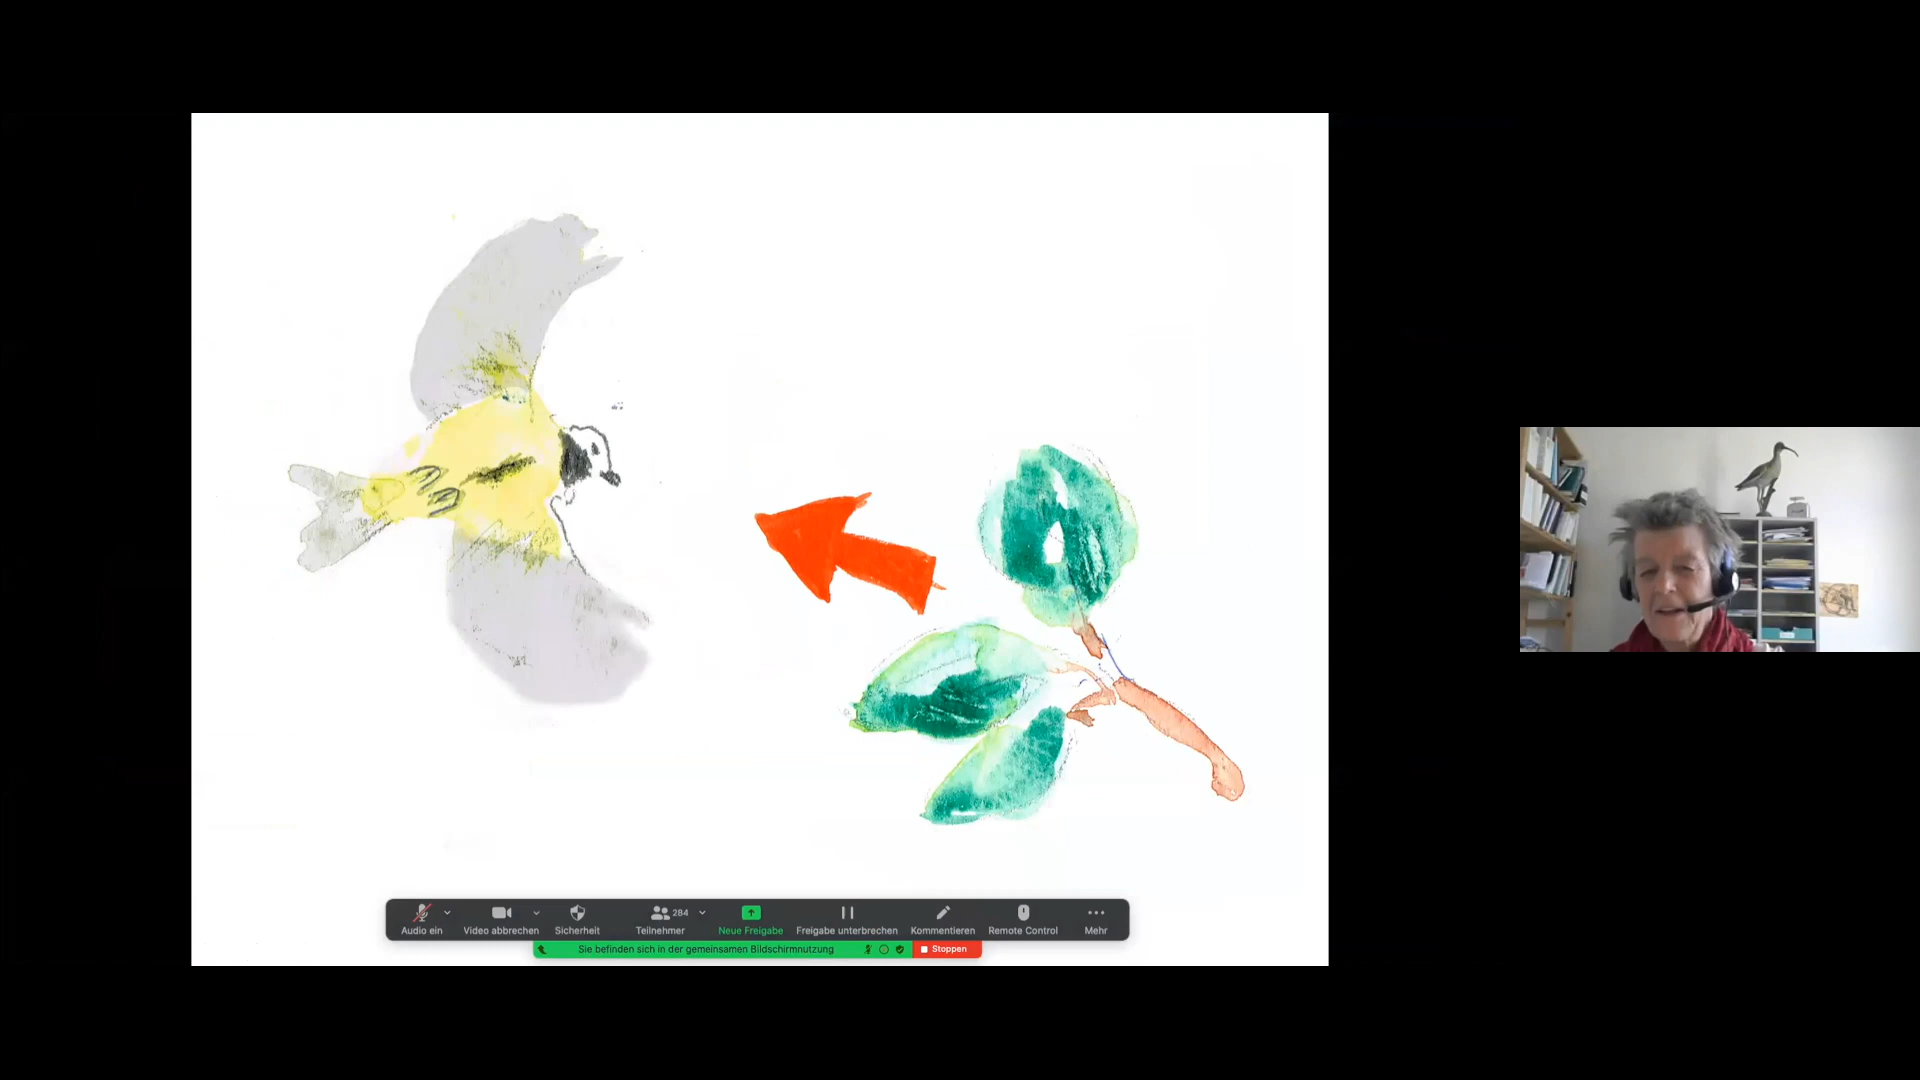 284
Audio ein Video abbrechen Sicherheit Teilnehmer Neue Freigabe Freigabe unterbrechen Kommentieren Remote Control Mehr
Sie befinden sich in der gemeinsamen Bildschirmnutzung Stoppen